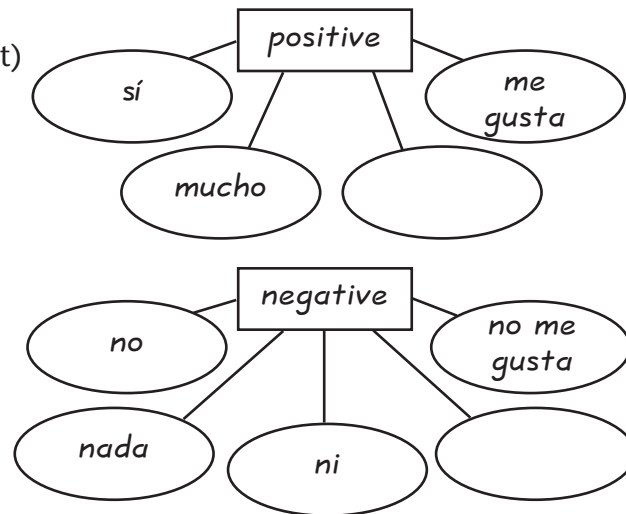 t)
positive
sí
me
gusta
mucho
negative
no
no me
gusta
nada
ni